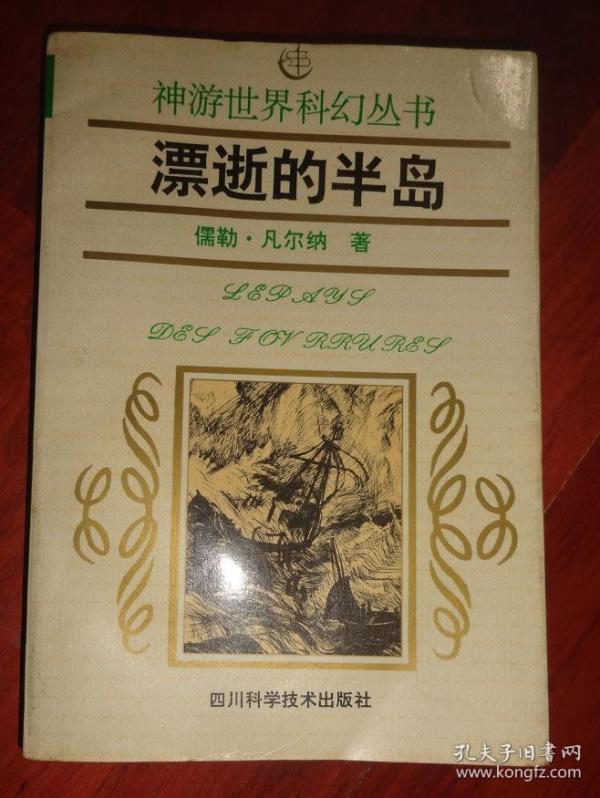 神游世界科幻丛书
漂逝的半岛
儒勒·凡尔纳 著
LEPAYS
DES FOVRRURES
四川科学技术出版社
孔夫子旧书网
www.kongfz.com